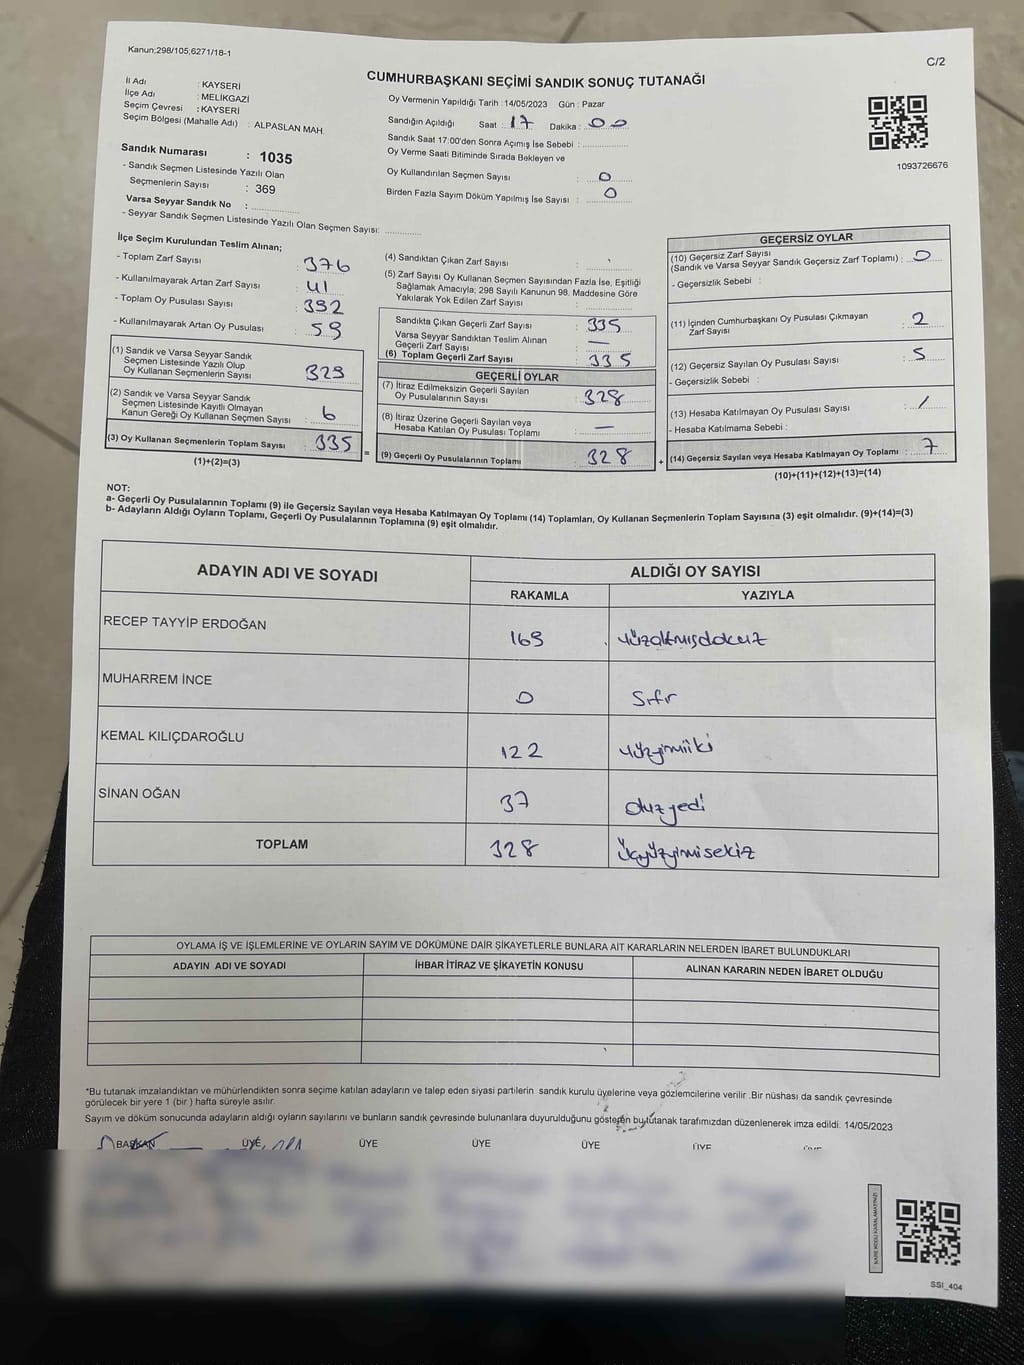 Kanun;298/105,6271/18-1
C/2
CUMHURBAŞKANI SEÇİMİ SANDIK SONUÇ TUTANAĞI
İl Adı : KAYSERİ
İlçe Adı : MELİKGAZİ
Seçim Çevresi : KAYSERİ
Seçim Bölgesi (Mahalle Adı) : ALPASLAN MAH.
Oy Vermenin Yapıldığı Tarih : 14/05/2023 Gün : Pazar
Sandığın Açıldığı Saat : 17 Dakika : 00
Sandık Saat 17:00'den Sonra Açımış İse Sebebi :
Oy Verme Saati Bitiminde Sırada Bekleyen ve
Oy Kullandırılan Seçmen Sayısı : 0
Birden Fazla Sayım Döküm Yapılmış İse Sayısı : 0
1093726676
Sandık Numarası : 1035
- Sandık Seçmen Listesinde Yazılı Olan
Seçmenlerin Sayısı : 369
Varsa Seyyar Sandık No :
- Seyyar Sandık Seçmen Listesinde Yazılı Olan Seçmen Sayısı:
İlçe Seçim Kurulundan Teslim Alınan;
- Toplam Zarf Sayısı : 376
- Kullanılmayarak Artan Zarf Sayısı : 41
- Toplam Oy Pusulası Sayısı : 392
- Kullanılmayarak Artan Oy Pusulası : 59
(1) Sandık ve Varsa Seyyar Sandık
Seçmen Listesinde Yazılı Olup
Oy Kullanan Seçmenlerin Sayısı : 329
(2) Sandık ve Varsa Seyyar Sandık
Seçmen Listesinde Kayıtlı Olmayan
Kanun Gereği Oy Kullanan Seçmen Sayısı : 6
(3) Oy Kullanan Seçmenlerin Toplam Sayısı : 335
(1)+(2)=(3)
(4) Sandıktan Çıkan Zarf Sayısı :
(5) Zarf Sayısı Oy Kullanan Seçmen Sayısından Fazla İse, Eşitliği
Sağlamak Amacıyla; 298 Sayılı Kanunun 98. Maddesine Göre
Yakılarak Yok Edilen Zarf Sayısı :
Sandıkta Çıkan Geçerli Zarf Sayısı : 335
Varsa Seyyar Sandıktan Teslim Alınan
Geçerli Zarf Sayısı : —
(6) Toplam Geçerli Zarf Sayısı : 335
GEÇERLİ OYLAR
(7) İtiraz Edilmeksizin Geçerli Sayılan
Oy Pusulalarının Sayısı : 328
(8) İtiraz Üzerine Geçerli Sayılan veya
Hesaba Katılan Oy Pusulası Toplamı : —
= (9) Geçerli Oy Pusulalarının Toplamı : 328
GEÇERSİZ OYLAR
(10) Geçersiz Zarf Sayısı
(Sandık ve Varsa Seyyar Sandık Geçersiz Zarf Toplamı) : 0
- Geçersizlik Sebebi :
(11) İçinden Cumhurbaşkanı Oy Pusulası Çıkmayan
Zarf Sayısı : 2
(12) Geçersiz Sayılan Oy Pusulası Sayısı : 5
- Geçersizlik Sebebi :
(13) Hesaba Katılmayan Oy Pusulası Sayısı : /
- Hesaba Katılmama Sebebi :
+ (14) Geçersiz Sayılan veya Hesaba Katılmayan Oy Toplamı : 7
(10)+(11)+(12)+(13)=(14)
NOT:
a- Geçerli Oy Pusulalarının Toplamı (9) ile Geçersiz Sayılan veya Hesaba Katılmayan Oy Toplamı (14) Toplamları, Oy Kullanan Seçmenlerin Toplam Sayısına (3) eşit olmalıdır. (9)+(14)=(3)
b- Adayların Aldığı Oyların Toplamı, Geçerli Oy Pusulalarının Toplamına (9) eşit olmalıdır.
ADAYIN ADI VE SOYADI ALDIĞI OY SAYISI
RAKAMLA YAZIYLA
RECEP TAYYİP ERDOĞAN 169 yüzaltmışdokuz
MUHARREM İNCE 0 Sıfır
KEMAL KILIÇDAROĞLU 122 yüzyirmiiki
SİNAN OĞAN 37 otuzyedi
TOPLAM 328 üçyüzyirmisekiz
OYLAMA İŞ VE İŞLEMLERİNE VE OYLARIN SAYIM VE DÖKÜMÜNE DAİR ŞİKAYETLERLE BUNLARA AİT KARARLARIN NELERDEN İBARET BULUNDUKLARI
ADAYIN ADI VE SOYADI İHBAR İTİRAZ VE ŞİKAYETİN KONUSU ALINAN KARARIN NEDEN İBARET OLDUĞU
*Bu tutanak imzalandıktan ve mühürlendikten sonra seçime katılan adayların ve talep eden siyasi partilerin sandık kurulu üyelerine veya gözlemcilerine verilir .Bir nüshası da sandık çevresinde
görülecek bir yere 1 (bir ) hafta süreyle asılır.
Sayım ve döküm sonucunda adayların aldığı oyların sayılarını ve bunların sandık çevresinde bulunanlara duyurulduğunu gösteren bu tutanak tarafımızdan düzenlenerek imza edildi. 14/05/2023
BAŞKAN ÜYE ÜYE ÜYE ÜYE ÜYE ÜYE
KARE KODU KARALAMAYINIZ!
SSI_404